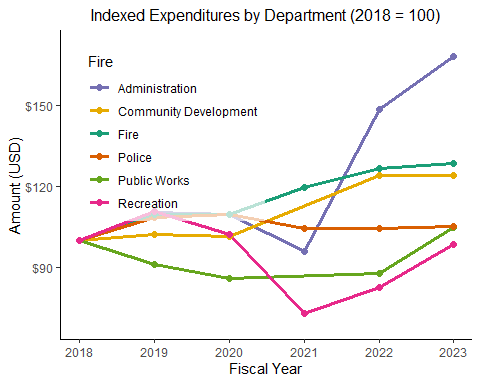 Indexed Expenditures by Department (2018 = 100)
Fire
Administration
Community Development
Fire
Police
Public Works
Recreation
$150
$120
$90
Amount (USD)
2018 2019 2020 2021 2022 2023
Fiscal Year